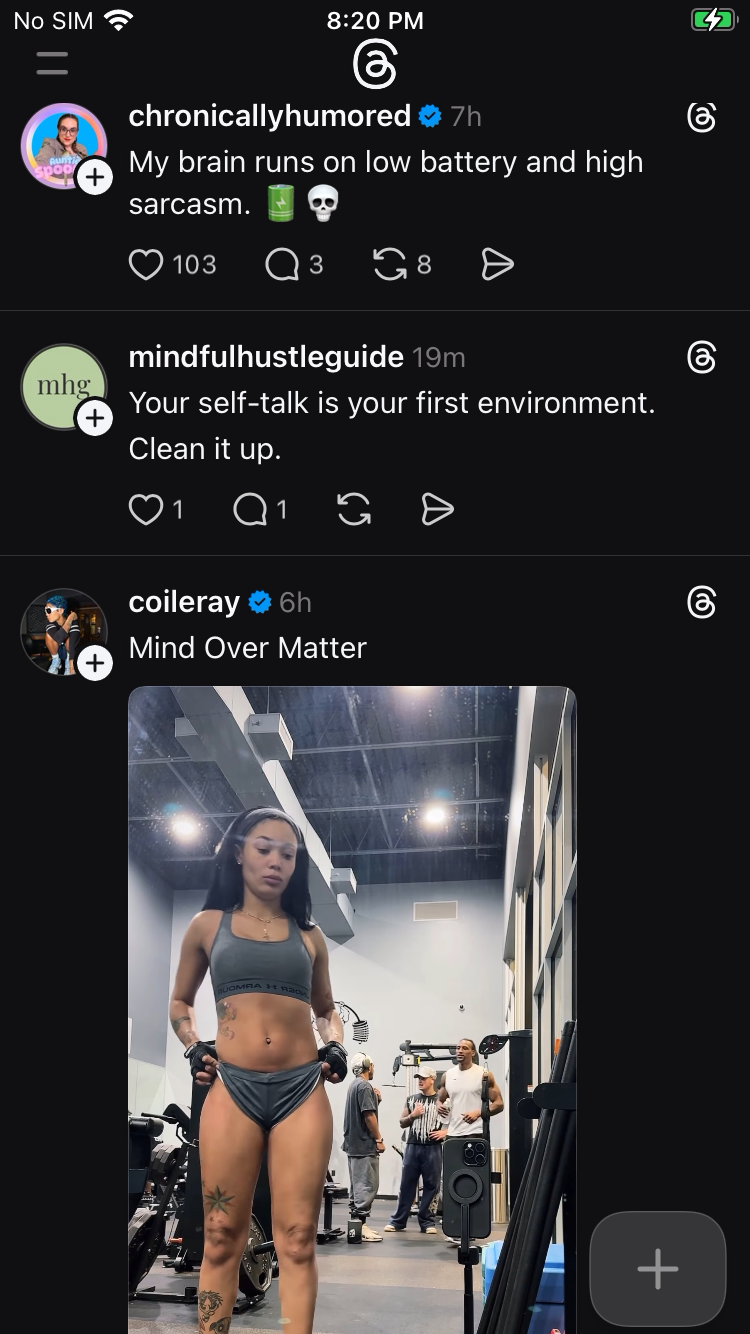 No SIM 8:20 PM
chronicallyhumored 7h
My brain runs on low battery and high
sarcasm. 🪫 💀
103 3 8
mindfulhustleguide 19m
mhg
Your self-talk is your first environment.
Clean it up.
1 1
coileray 6h
Mind Over Matter